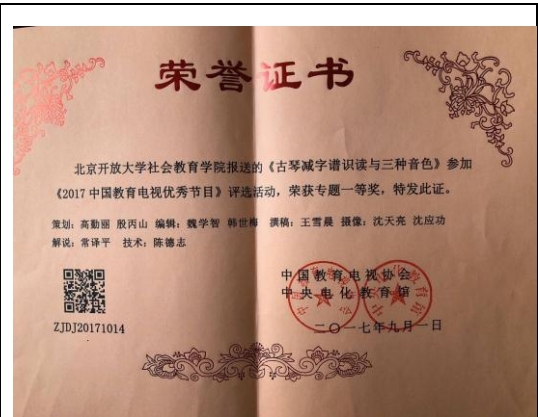 荣誉证书
北京开放大学社会教育学院报送的《古琴减字谱识读与三种音色》参加
《2017中国教育电视优秀节目》评选活动，荣获专题一等奖，特发此证。
策划：高勤丽 殷丙山 编辑：魏学智 韩世梅 撰稿：王雪晨 摄像：沈天亮 沈应功
解说：常译平 技术：陈德志
中国教育电视协会
中央电化教育馆
ZJDJ20171014
二〇一七年九月一日